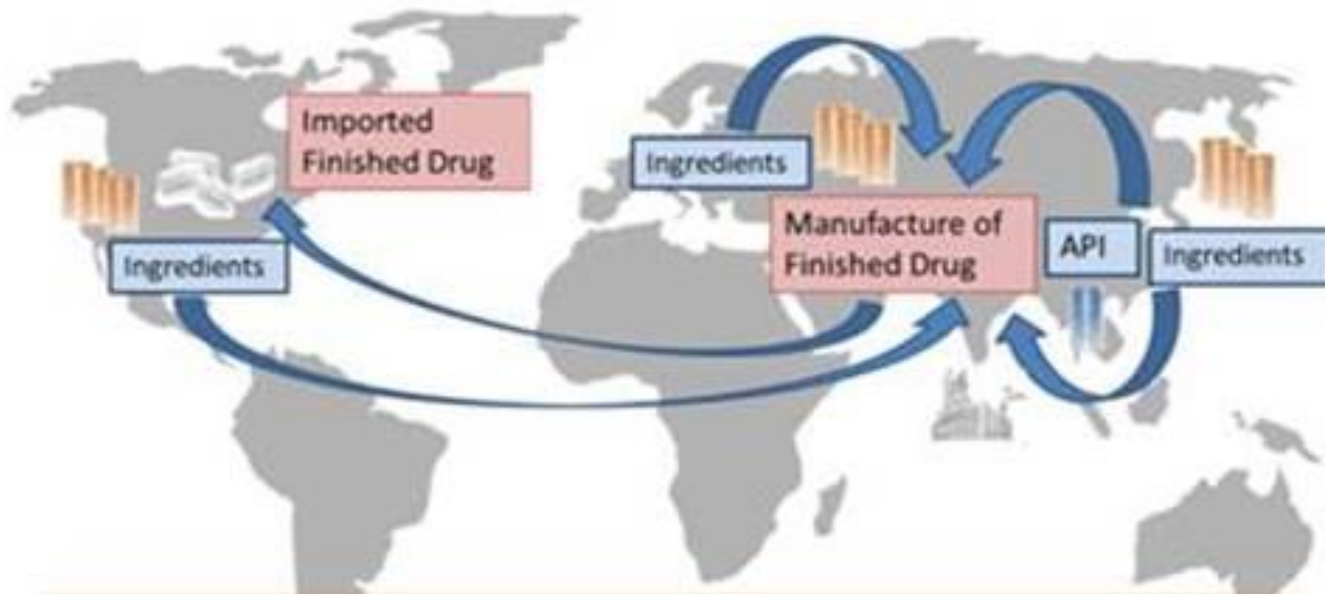 Imported
Finished Drug
Ingredients
Ingredients
Manufacture of
Finished Drug
API
Ingredients